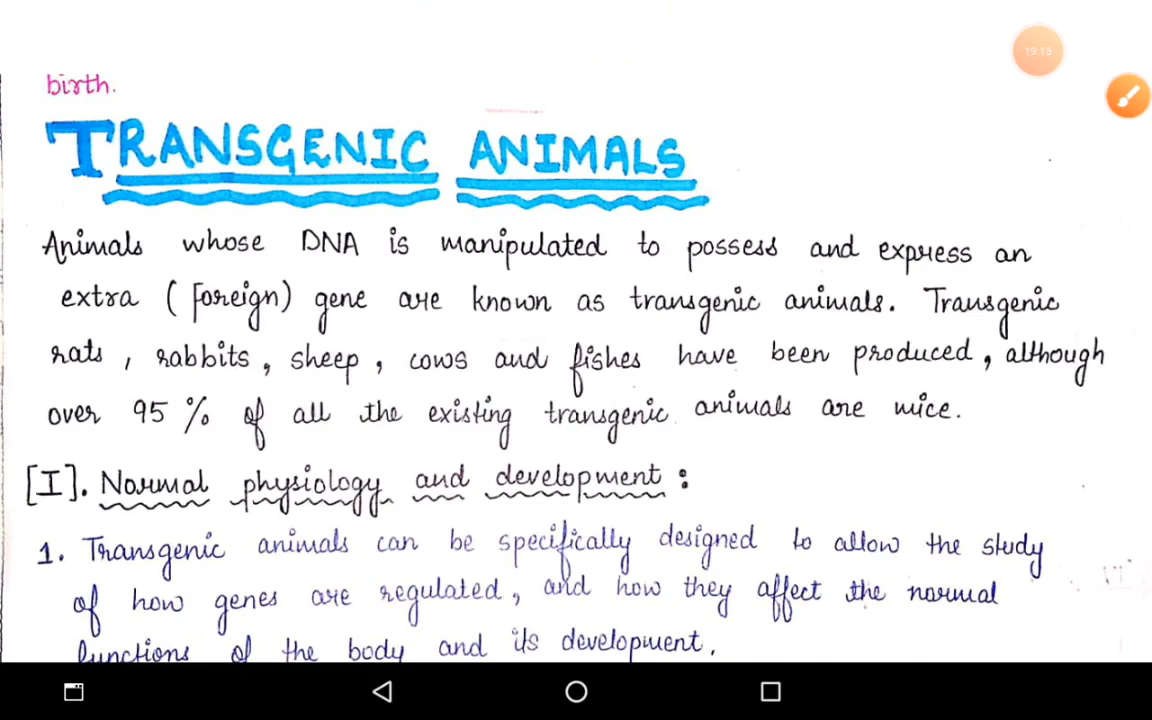 19:15
birth.
TRANSGENIC ANIMALS
Animals whose DNA is manipulated to possess and express an
extra (Foreign) gene are known as transgenic animals. Transgenic
rats, rabbits, sheep, cows and fishes have been produced, although
over 95% of all the existing transgenic animals are mice.
[I]. Normal physiology and development :
1. Transgenic animals can be specifically designed to allow the study
of how genes are regulated, and how they affect the normal
functions of the body and its development.